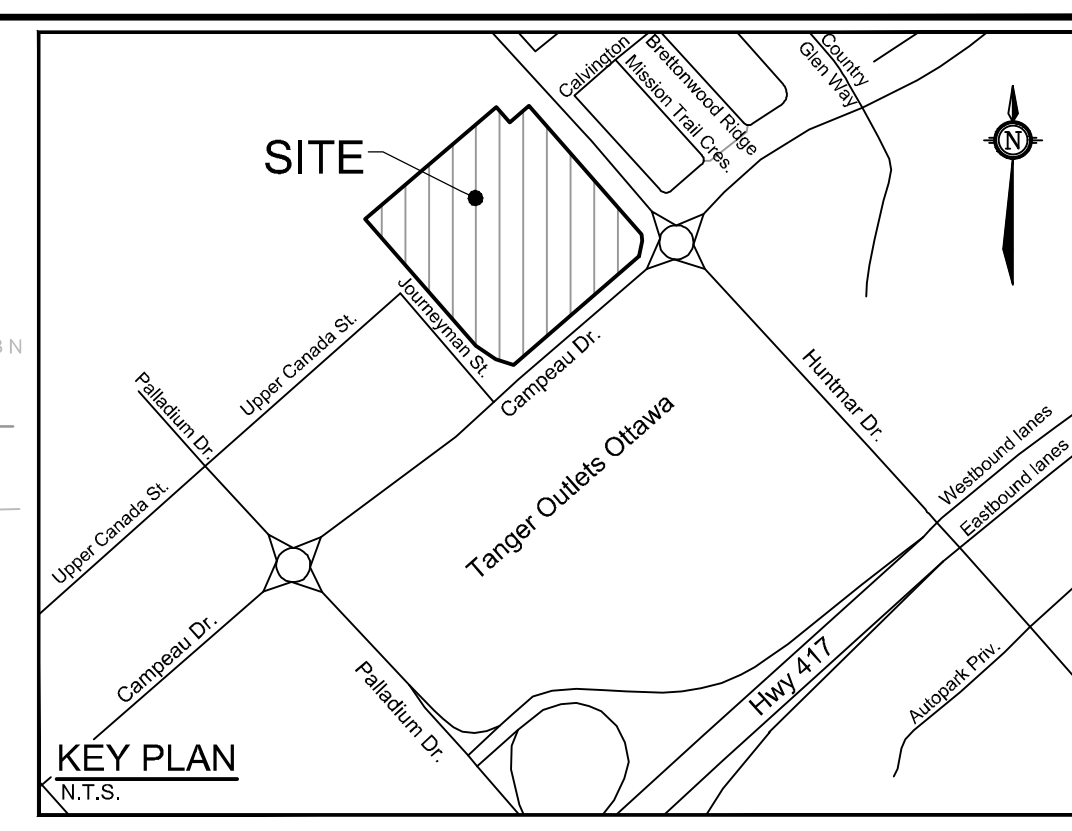 Country
Glen Way
Calvington
Brettonwood Ridge
Mission Trail Cres.
SITE
N
Journeyman St.
Upper Canada St.
Campeau Dr.
Palladium Dr.
Huntmar Dr.
Tanger Outlets Ottawa
Westbound lanes
Eastbound lanes
Upper Canada St.
Campeau Dr.
Palladium Dr.
Hwy 417
Autopark Priv.
KEY PLAN
N.T.S.